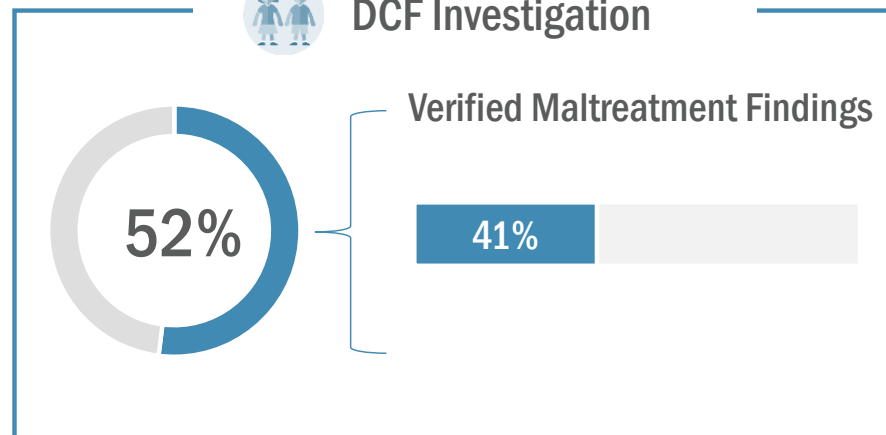 DCF Investigation
Verified Maltreatment Findings
52%
41%